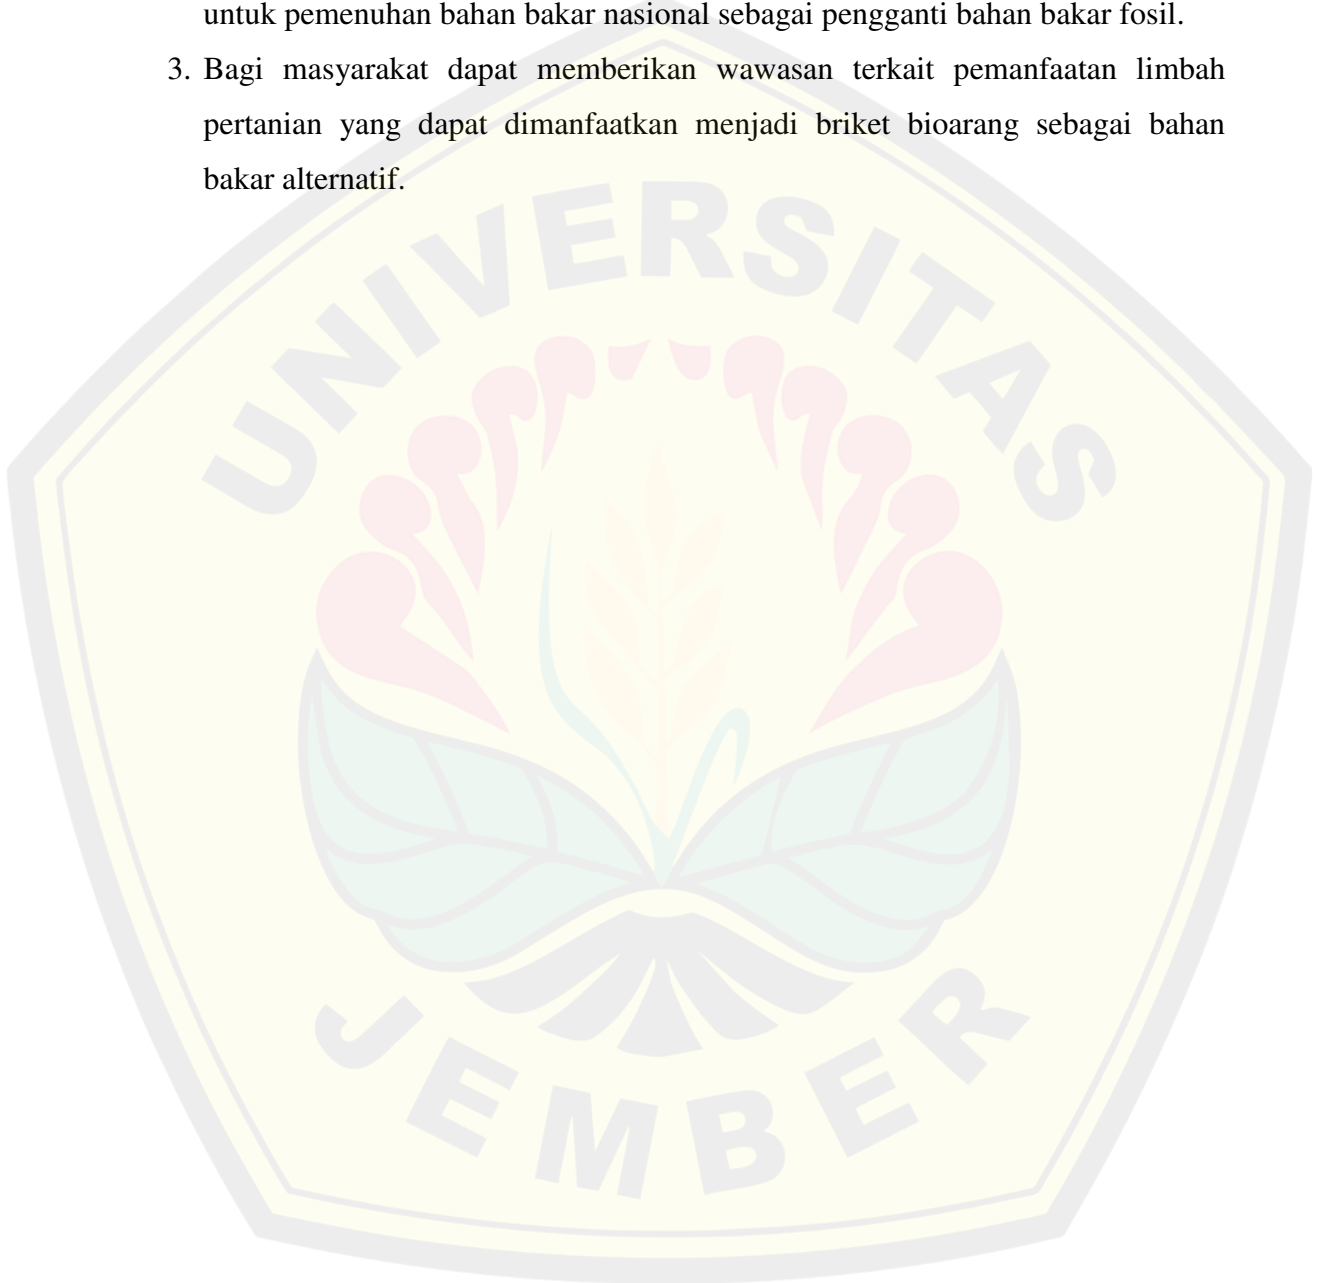 untuk pemenuhan bahan bakar nasional sebagai pengganti bahan bakar fosil.
3. Bagi masyarakat dapat memberikan wawasan terkait pemanfaatan limbah
pertanian yang dapat dimanfaatkan menjadi briket bioarang sebagai bahan
bakar alternatif.
UNIVERSITAS
JEMBER